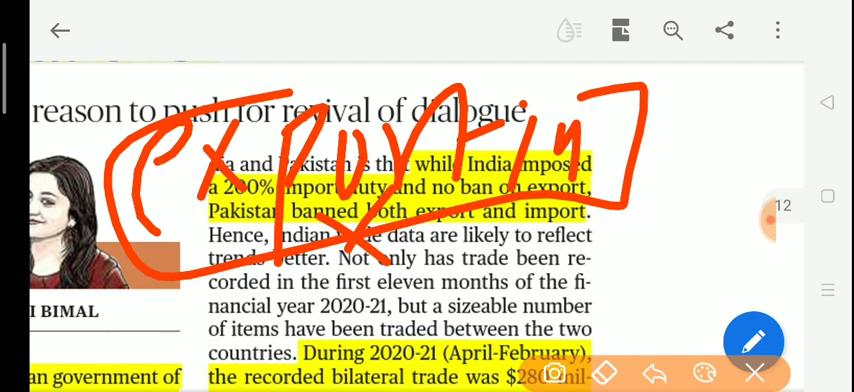 reason to push for revival of dialogue
Export in
and Pakistan is that while India imposed
a 200% import duty and no ban on export,
Pakistan banned both export and import.
12
Hence, Indian trade data are likely to reflect
trends better. Not only has trade been re-
corded in the first eleven months of the fi-
nancial year 2020-21, but a sizeable number
I BIMAL
of items have been traded between the two
countries. During 2020-21 (April-February),
an government of
the recorded bilateral trade was $280 mil-